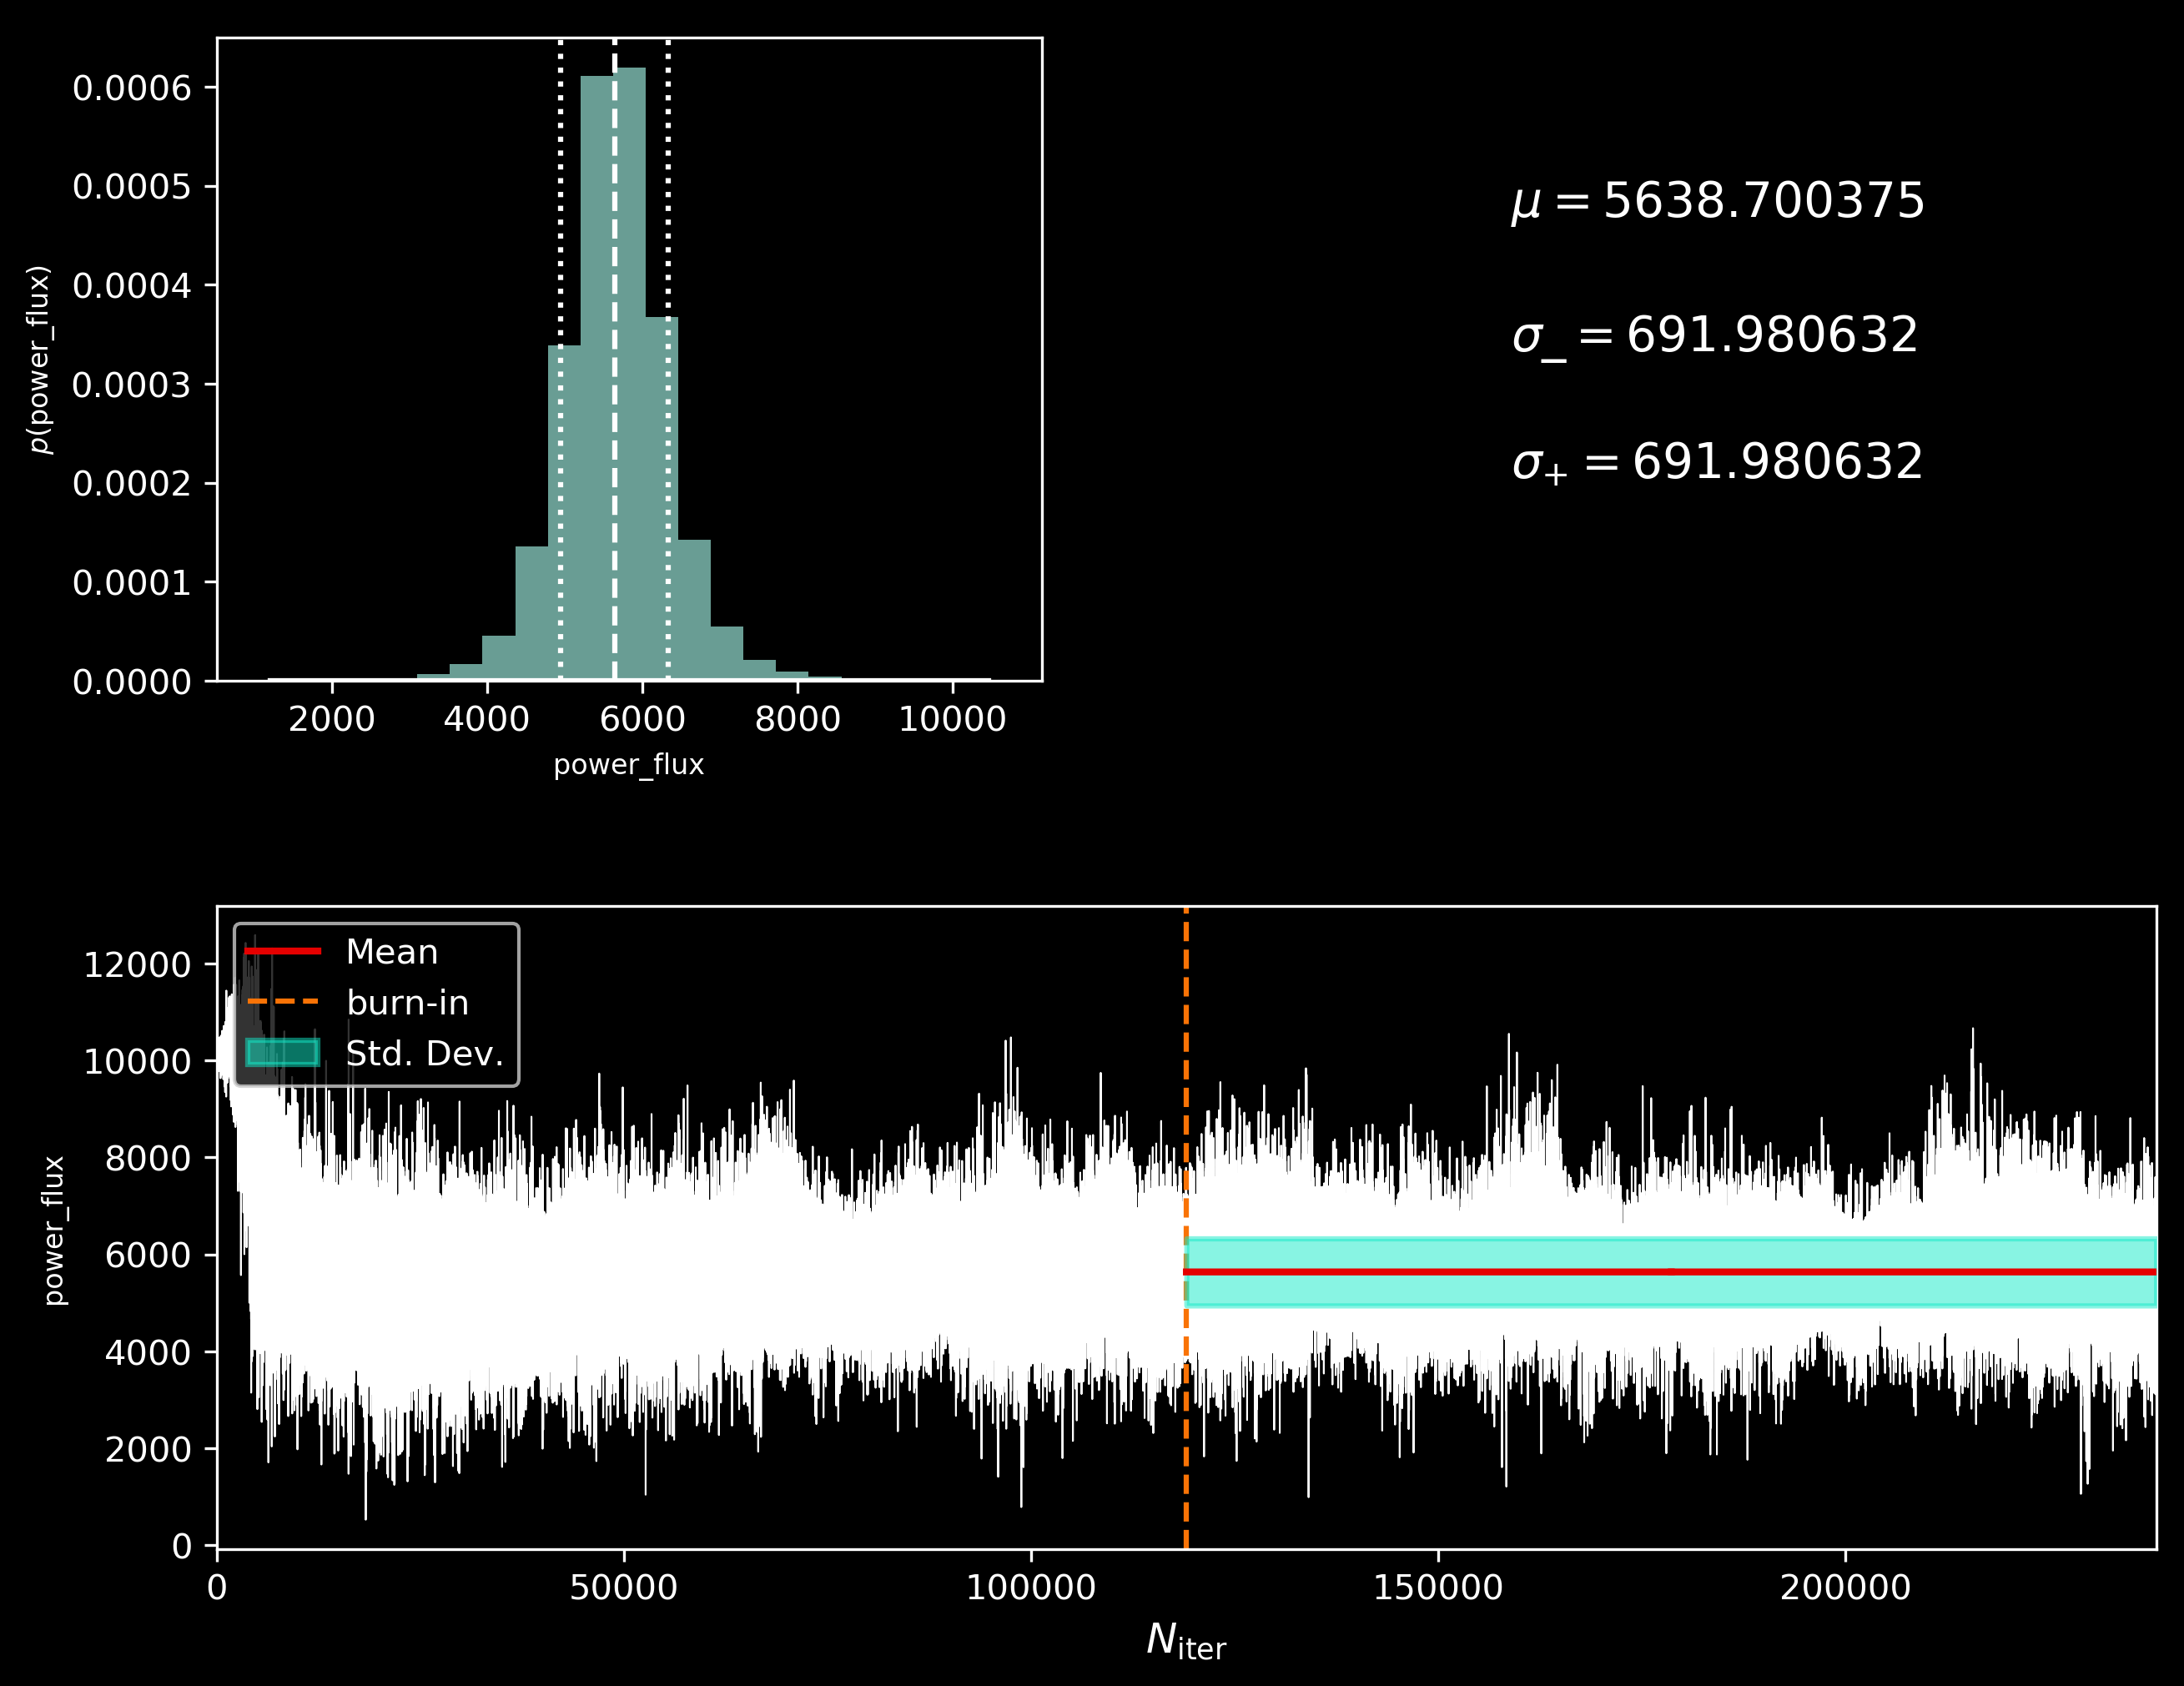 0.0006
0.0005
0.0004
0.0003
0.0002
0.0001
0.0000
p(power_flux)
2000 4000 6000 8000 10000
power_flux
μ = 5638.700375
σ_ = 691.980632
σ+ = 691.980632
Mean
burn-in
Std. Dev.
12000
10000
8000
6000
4000
2000
0
power_flux
0 50000 100000 150000 200000
Niter